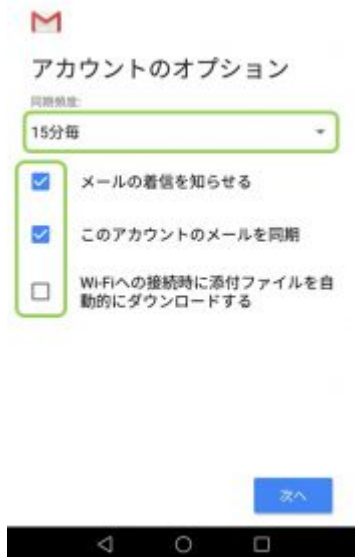 アカウントのオプション
同期頻度:
15分毎
メールの着信を知らせる
このアカウントのメールを同期
Wi-Fiへの接続時に添付ファイルを自
動的にダウンロードする
次へ